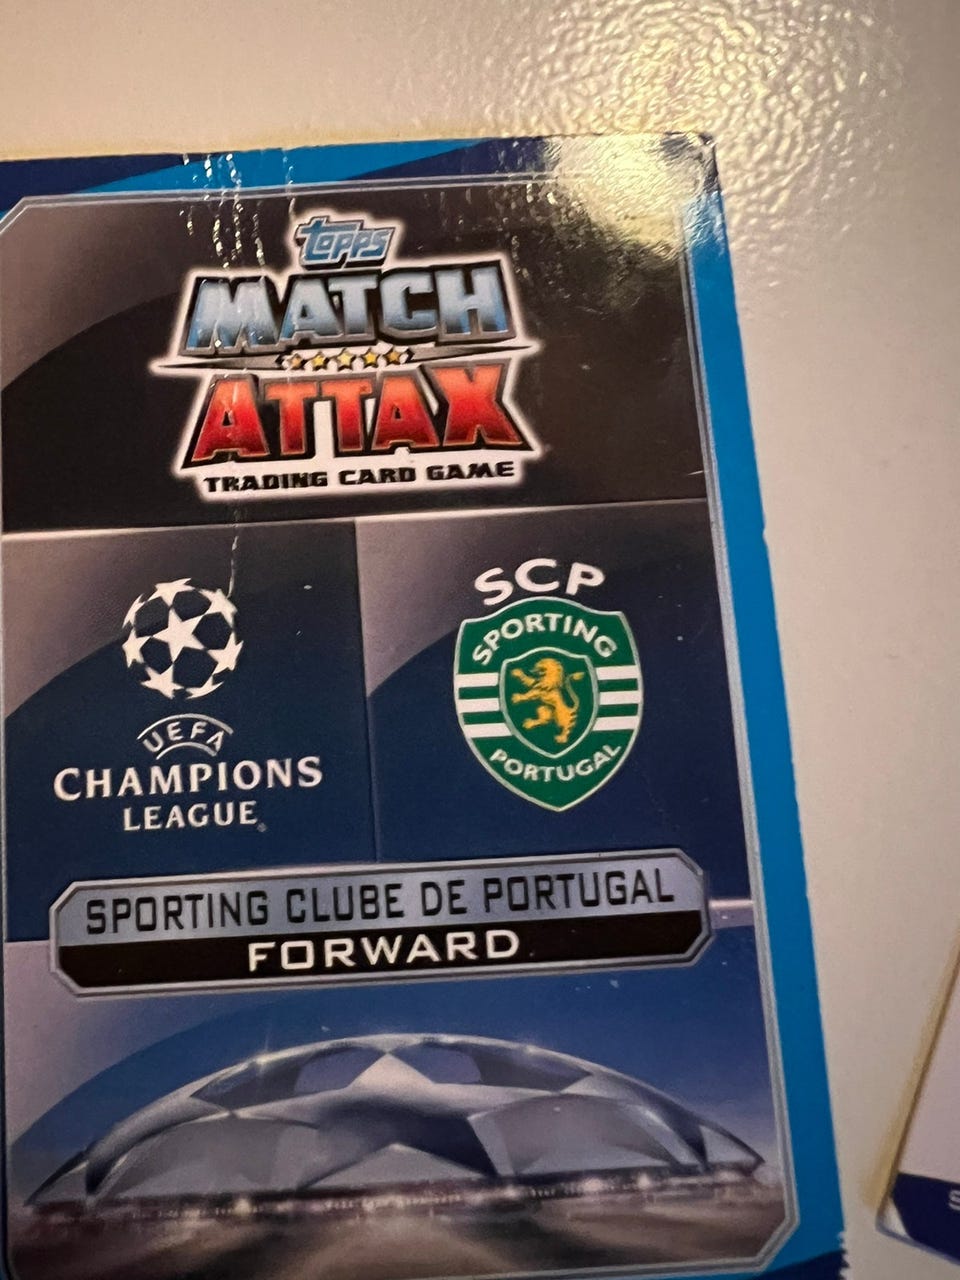 topps
MATCH
ATTAX
TRADING CARD GAME
SCP
SPORTING
PORTUGAL
UEFA
CHAMPIONS
LEAGUE
SPORTING CLUBE DE PORTUGAL
FORWARD
S